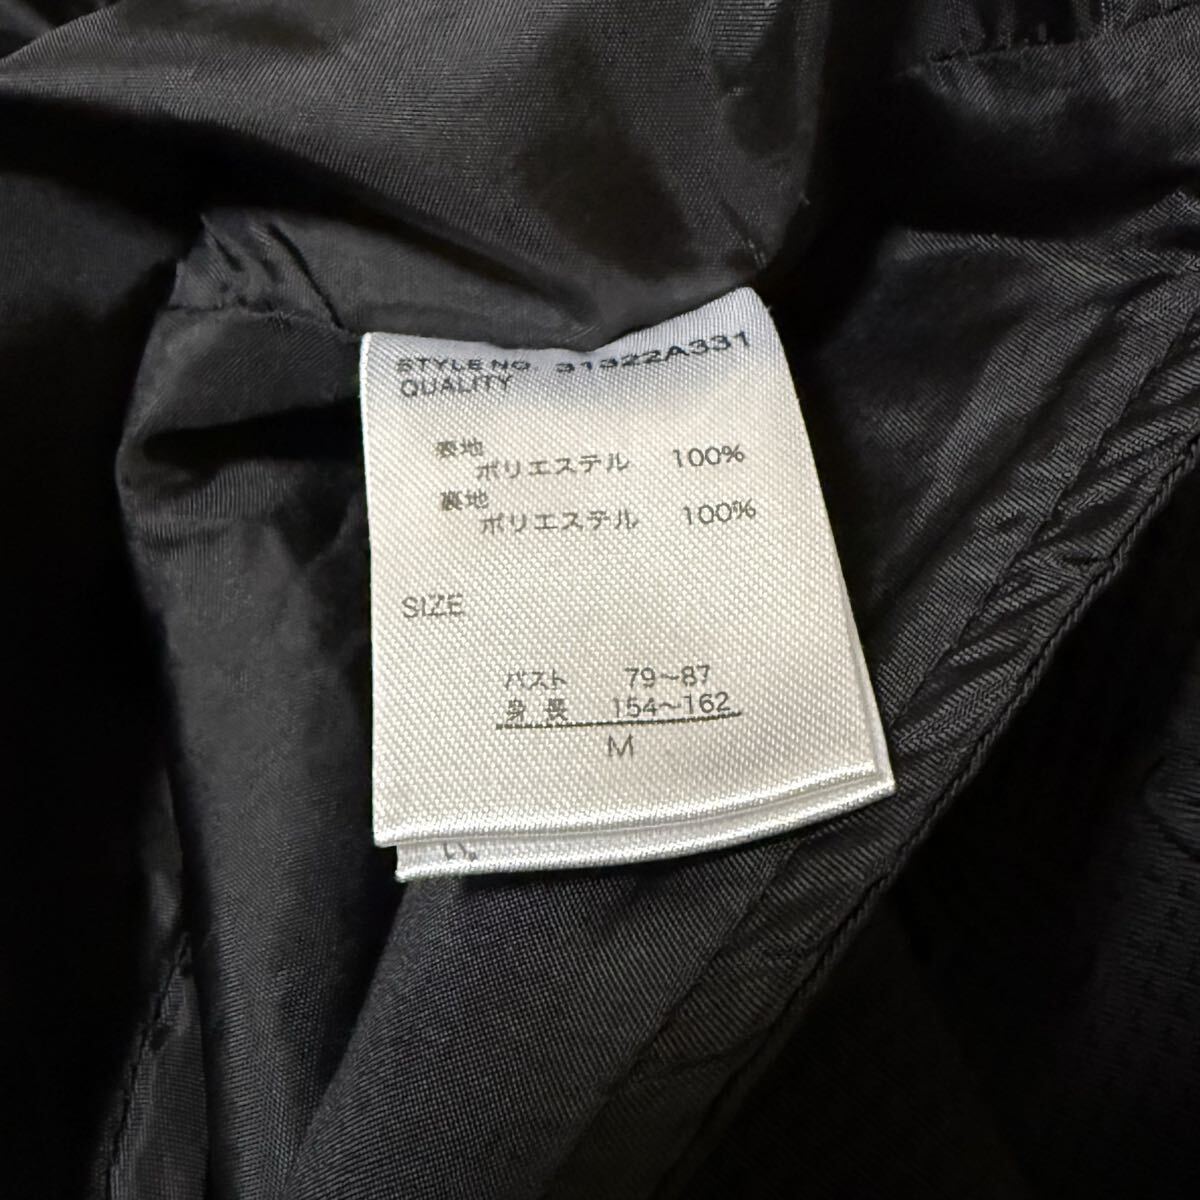 STYLE NO. 31322A331
QUALITY
表地
ポリエステル 100%
裏地
ポリエステル 100%
SIZE
バスト 79~87
身長 154~162
M
い。